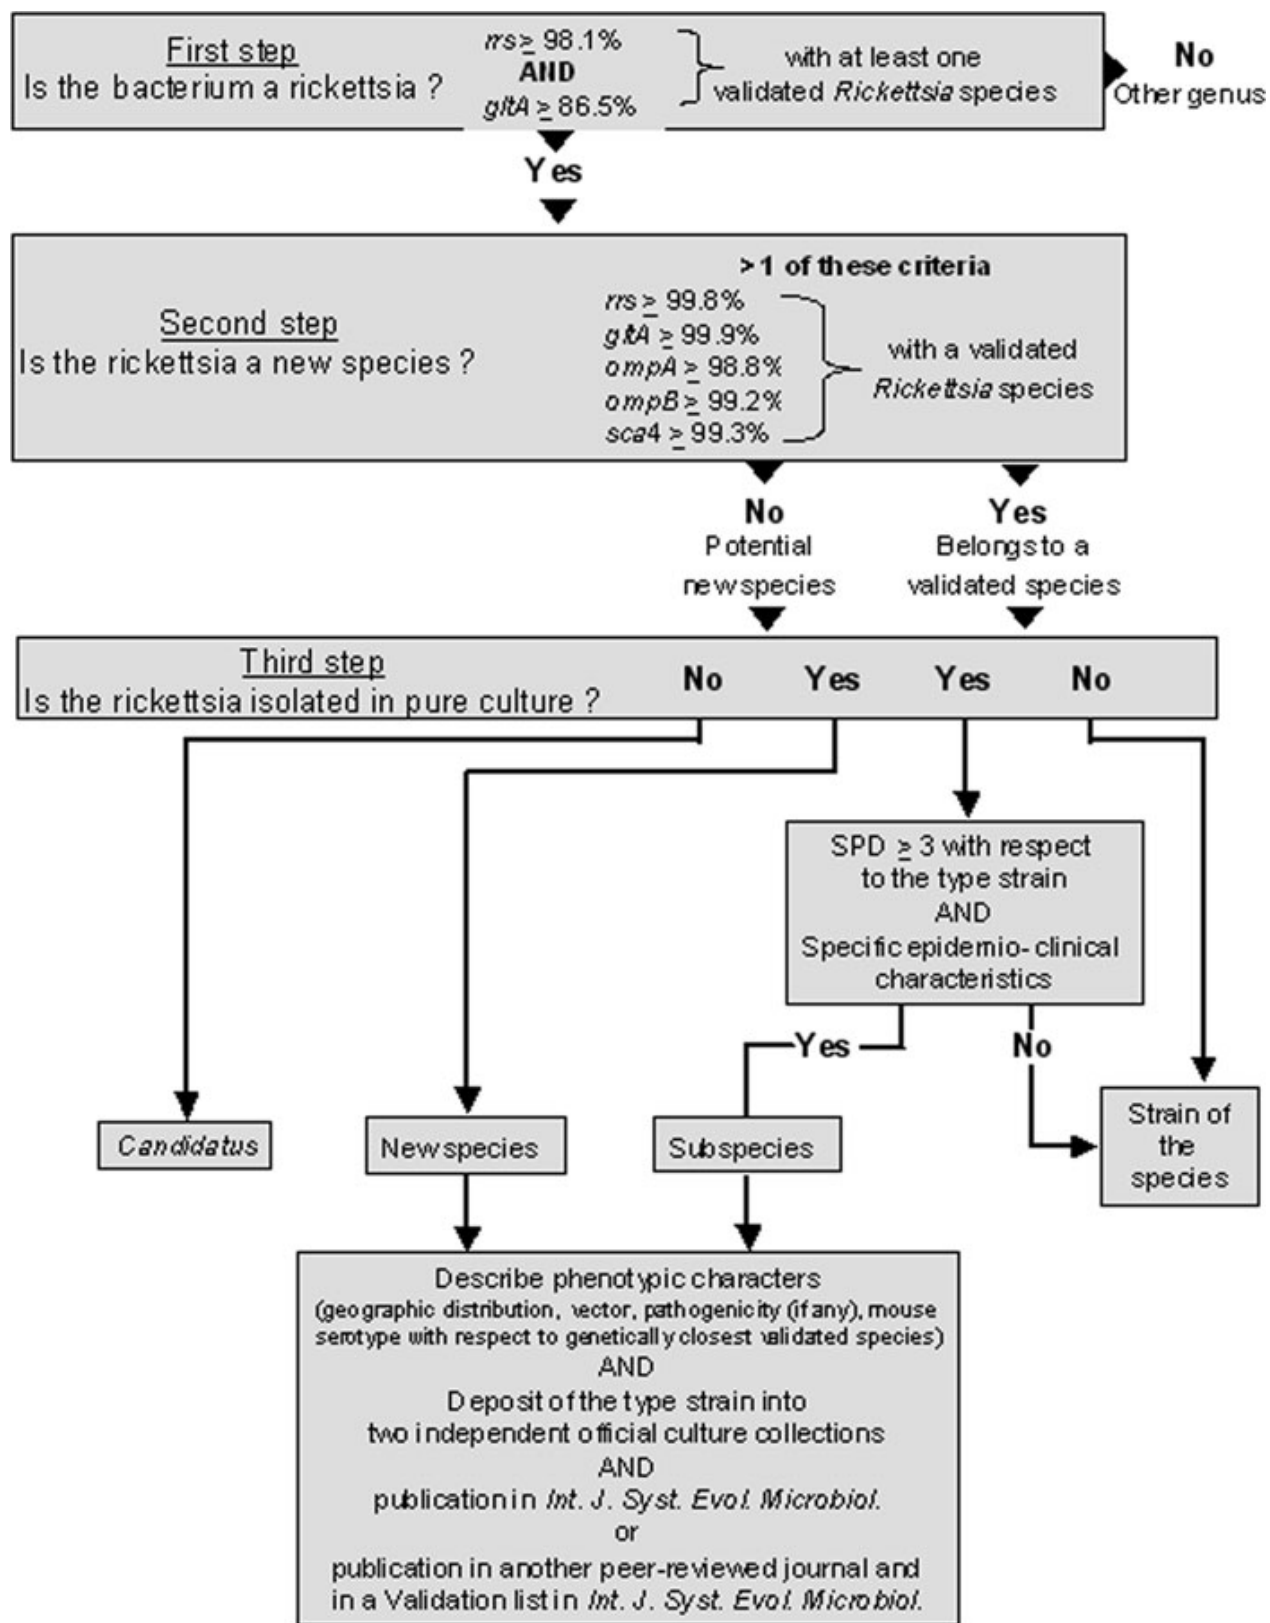 First step
Is the bacterium a rickettsia ?
rrs ≥ 98.1%
AND
gltA ≥ 86.5%
with at least one
validated Rickettsia species
No
Other genus
Yes
Second step
Is the rickettsia a new species ?
>1 of these criteria
rrs ≥ 99.8%
gltA ≥ 99.9%
ompA ≥ 98.8%
ompB ≥ 99.2%
sca4 ≥ 99.3%
with a validated
Rickettsia species
No
Potential
new species
Yes
Belongs to a
validated species
Third step
Is the rickettsia isolated in pure culture ?
No Yes Yes No
SPD ≥ 3 with respect
to the type strain
AND
Specific epidemio-clinical
characteristics
Yes
No
Candidatus
New species
Subspecies
Strain of
the
species
Describe phenotypic characters
(geographic distribution, vector, pathogenicity (if any), mouse
serotype with respect to genetically closest validated species)
AND
Deposit of the type strain into
two independent official culture collections
AND
publication in Int. J. Syst. Evol. Microbiol.
or
publication in another peer-reviewed journal and
in a Validation list in Int. J. Syst. Evol. Microbiol.